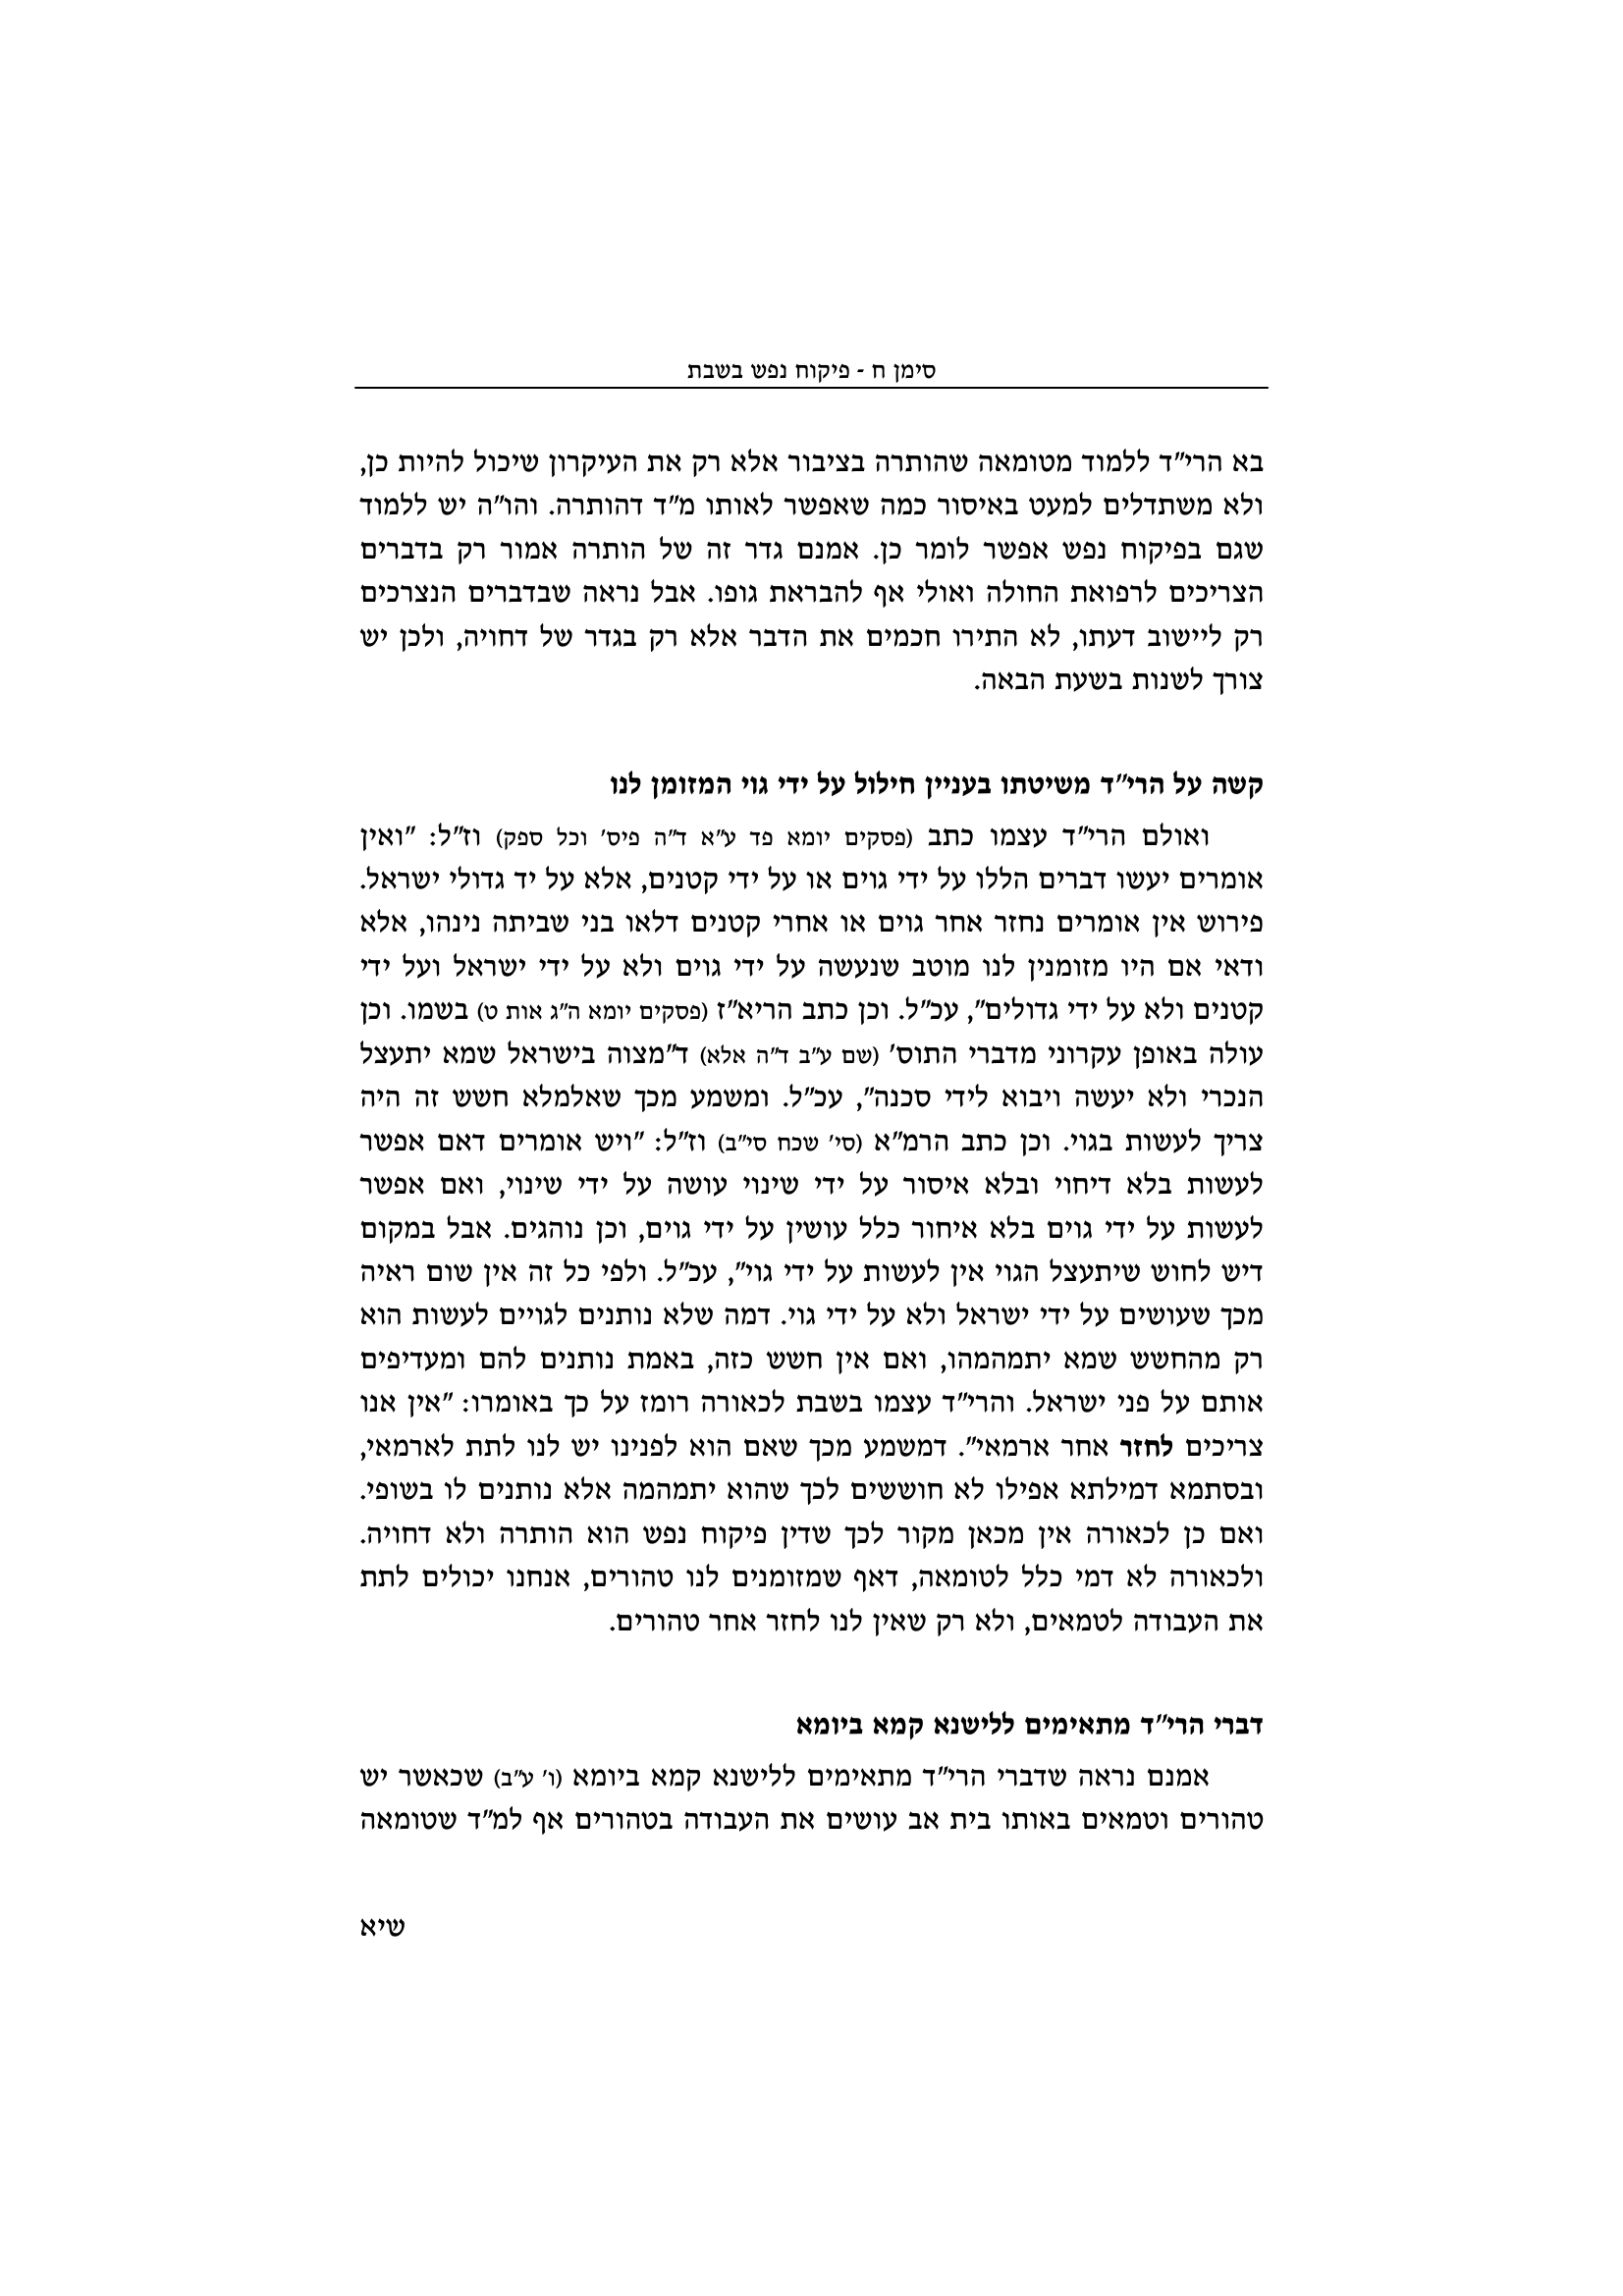 סימן ח - פיקוח נפש בשבת
בא הרי"ד ללמוד מטומאה שהותרה בציבור אלא רק את העיקרון שיכול להיות כן,
ולא משתדלים למעט באיסור כמה שאפשר לאותו מ"ד דהותרה. והו"ה יש ללמוד
שגם בפיקוח נפש אפשר לומר כן. אמנם גדר זה של הותרה אמור רק בדברים
הצריכים לרפואת החולה ואולי אף להבראת גופו. אבל נראה שבדברים הנצרכים
רק ליישוב דעתו, לא התירו חכמים את הדבר אלא רק בגדר של דחויה, ולכן יש
צורך לשנות בשעת הבאה.
קשה על הרי"ד משיטתו בעניין חילול על ידי גוי המזומן לנו
ואולם הרי"ד עצמו כתב (פסקים יומא פד ע"א ד"ה פיס' וכל ספק) וז"ל: "ואין
אומרים יעשו דברים הללו על ידי גוים או על ידי קטנים, אלא על יד גדולי ישראל.
פירוש אין אומרים נחזר אחר גוים או אחרי קטנים דלאו בני שביתה נינהו, אלא
ודאי אם היו מזומנין לנו מוטב שנעשה על ידי גוים ולא על ידי ישראל ועל ידי
קטנים ולא על ידי גדולים", עכ"ל. וכן כתב הריא"ז (פסקים יומא ה"ג אות ט) בשמו. וכן
עולה באופן עקרוני מדברי התוס' (שם ע"ב ד"ה אלא) ד"מצוה בישראל שמא יתעצל
הנכרי ולא יעשה ויבוא לידי סכנה", עכ"ל. ומשמע מכך שאלמלא חשש זה היה
צריך לעשות בגוי. וכן כתב הרמ"א (סי' שכח סי"ב) וז"ל: "ויש אומרים דאם אפשר
לעשות בלא דיחוי ובלא איסור על ידי שינוי עושה על ידי שינוי, ואם אפשר
לעשות על ידי גוים בלא איחור כלל עושין על ידי גוים, וכן נוהגים. אבל במקום
דיש לחוש שיתעצל הגוי אין לעשות על ידי גוי", עכ"ל. ולפי כל זה אין שום ראיה
מכך שעושים על ידי ישראל ולא על ידי גוי. דמה שלא נותנים לגויים לעשות הוא
רק מהחשש שמא יתמהמהו, ואם אין חשש כזה, באמת נותנים להם ומעדיפים
אותם על פני ישראל. והרי"ד עצמו בשבת לכאורה רומז על כך באומרו: "אין אנו
צריכים לחזר אחר ארמאי". דמשמע מכך שאם הוא לפנינו יש לנו לתת לארמאי,
ובסתמא דמילתא אפילו לא חוששים לכך שהוא יתמהמה אלא נותנים לו בשופי.
ואם כן לכאורה אין מכאן מקור לכך שדין פיקוח נפש הוא הותרה ולא דחויה.
ולכאורה לא דמי כלל לטומאה, דאף שמזומנים לנו טהורים, אנחנו יכולים לתת
את העבודה לטמאים, ולא רק שאין לנו לחזר אחר טהורים.
דברי הרי"ד מתאימים ללישנא קמא ביומא
אמנם נראה שדברי הרי"ד מתאימים ללישנא קמא ביומא (ו' ע"ב) שכאשר יש
טהורים וטמאים באותו בית אב עושים את העבודה בטהורים אף למ"ד שטומאה
שיא